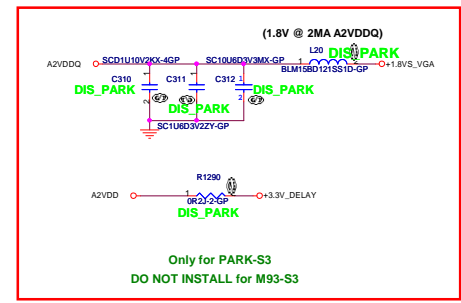 (1.8V @ 2MA A2VDDQ)
L20
DIS_PARK
A2VDDQ
SCD1U10V2KX-4GP
SC10U6D3V3MX-GP
1
2
+1.8VS_VGA
BLM15BD121SS1D-GP
C310
1
C311
1
C312
1
DIS_PARK
DIS_PARK
DIS_PARK
2
2
SC1U6D3V2ZY-GP
R1290
A2VDD
1
2
+3.3V_DELAY
0R2J-2-GP
DIS_PARK
Only for PARK-S3
DO NOT INSTALL for M93-S3